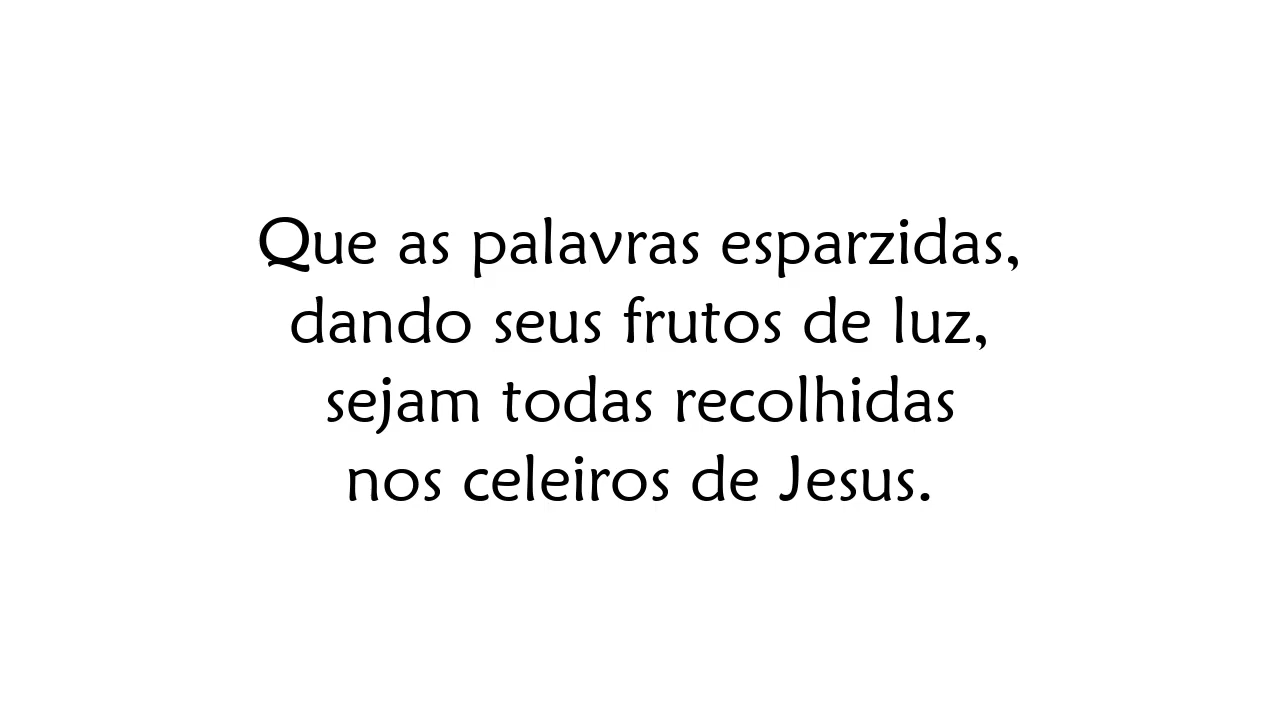 Que as palavras esparzidas,
dando seus frutos de luz,
sejam todas recolhidas
nos celeiros de Jesus.